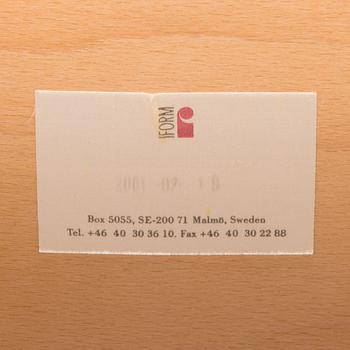 IFORM
2001-02-19
Box 5055, SE-200 71 Malmö, Sweden
Tel. +46 40 30 36 10. Fax +46 40 30 22 88